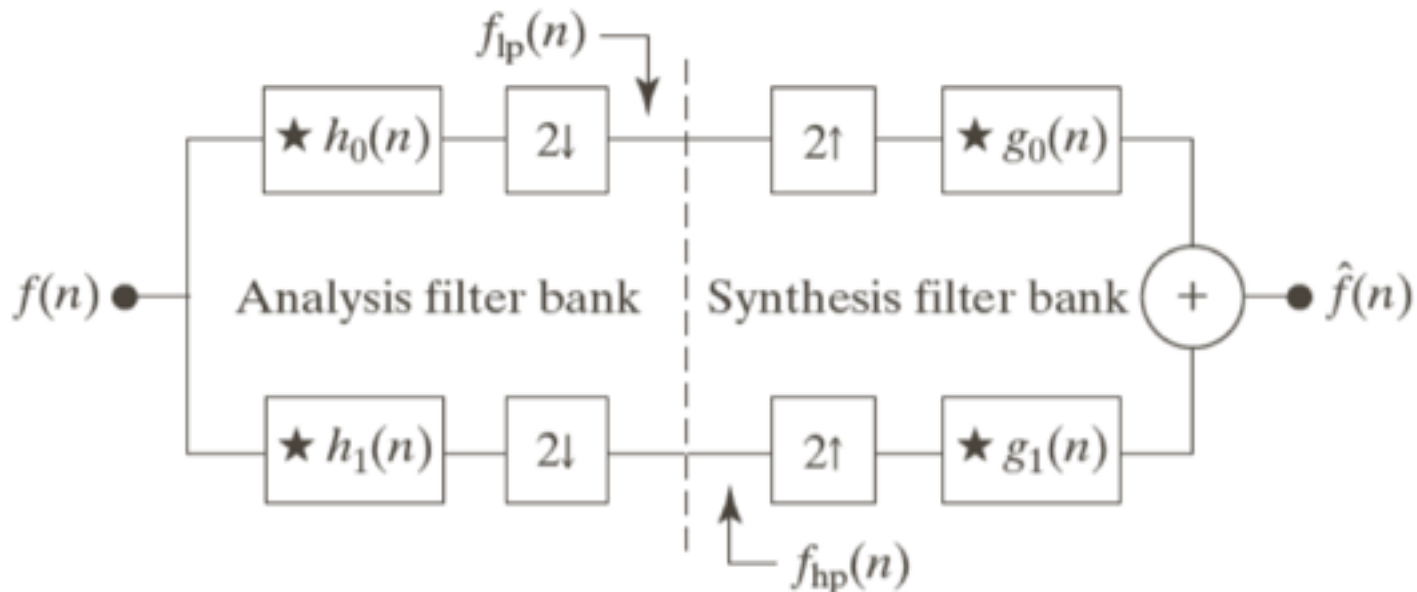 f_lp(n)
★ h_0(n)
2↓
2↑
★ g_0(n)
f(n)
Analysis filter bank
Synthesis filter bank
+
f̂(n)
★ h_1(n)
2↓
2↑
★ g_1(n)
f_hp(n)